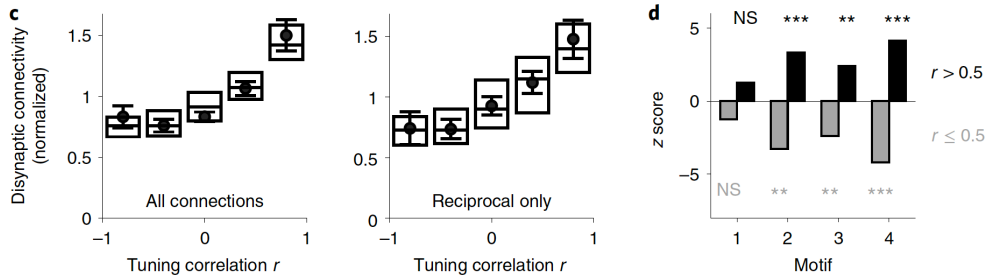 c
Disynaptic connectivity
(normalized)
1.5
1
0.5
0
All connections
−1
0
1
Tuning correlation r
1.5
1
0.5
0
Reciprocal only
−1
0
1
Tuning correlation r
d
z score
5
0
−5
NS *** ** ***
r > 0.5
r ≤ 0.5
NS ** ** ***
1 2 3 4
Motif